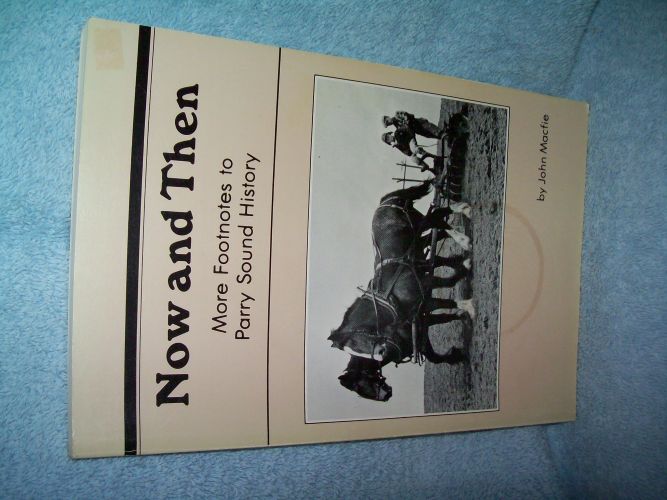 Now and Then
More Footnotes to
Parry Sound History
by John Macfie